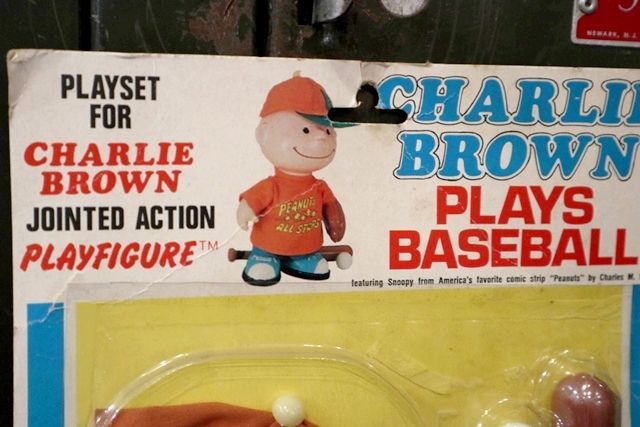 PLAYSET
FOR
CHARLIE
BROWN
JOINTED ACTION
PLAYFIGURE™
PEANUTS
ALL STARS
CHARLI
BROWN
PLAYS
BASEBALL
featuring Snoopy from America's favorite comic strip "Peanuts" by Charles M.
NEWARK, N.J.